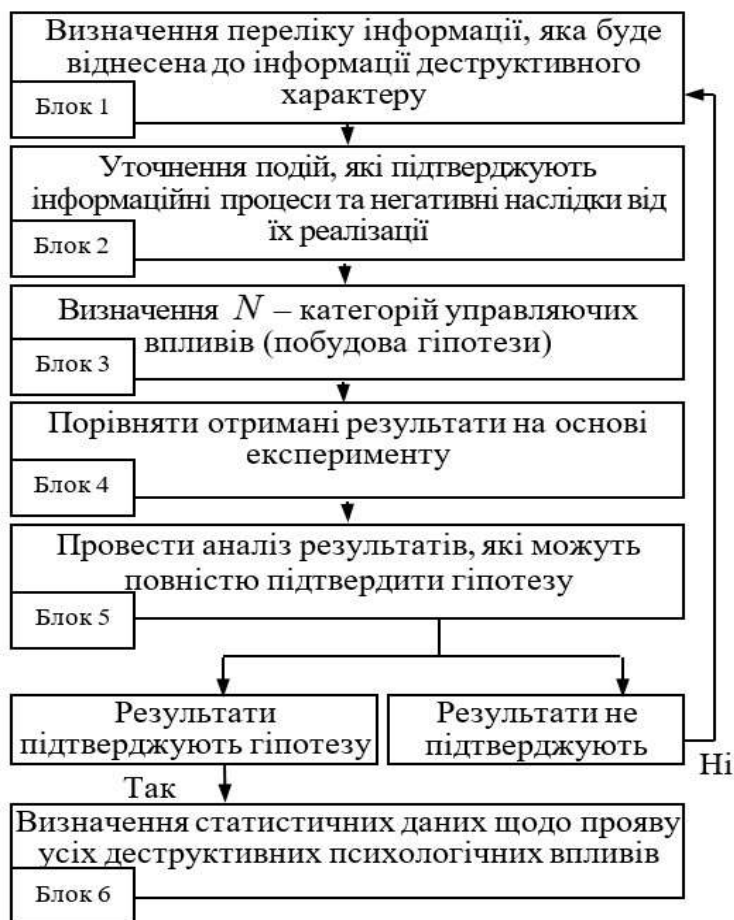 Визначення переліку інформації, яка буде
віднесена до інформації деструктивного
характеру
Блок 1
Уточнення подій, які підтверджують
інформаційні процеси та негативні наслідки від
їх реалізації
Блок 2
Визначення N – категорій управляючих
впливів (побудова гіпотези)
Блок 3
Порівняти отримані результати на основі
експерименту
Блок 4
Провести аналіз результатів, які можуть
повністю підтвердити гіпотезу
Блок 5
Результати
підтверджують гіпотезу
Результати не
підтверджують
Ні
Так
Визначення статистичних даних щодо прояву
усіх деструктивних психологічних впливів
Блок 6